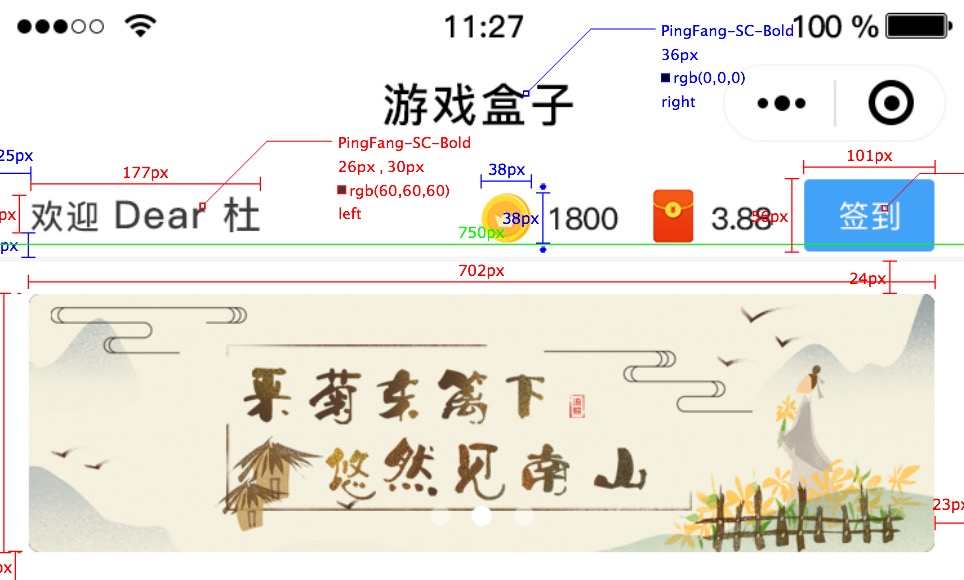 11:27
100 %
PingFang-SC-Bold
36px
rgb(0,0,0)
right
游戏盒子
PingFang-SC-Bold
26px , 30px
rgb(60,60,60)
left
25px
177px
38px
101px
px
欢迎 Dear 杜
38px
1800
3.88
56px
签到
px
750px
702px
24px
采菊东篱下
悠然见南山
23px
px